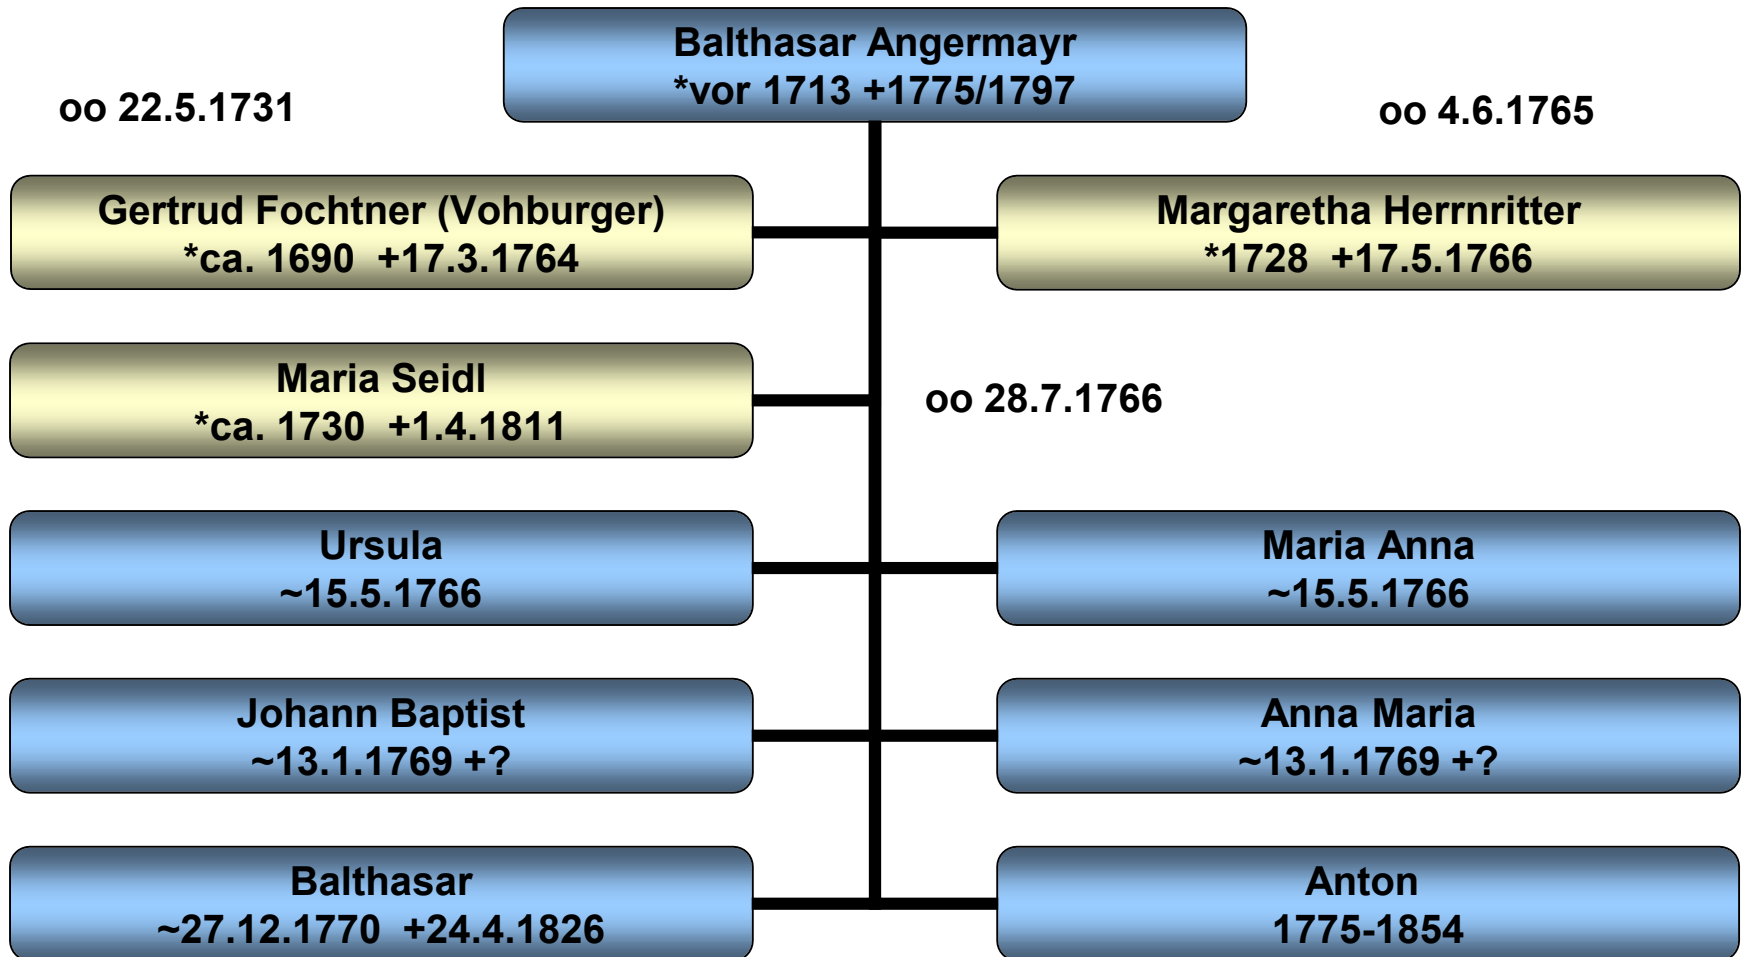 Balthasar Angermayr
*vor 1713 +1775/1797
oo 22.5.1731
oo 4.6.1765
Gertrud Fochtner (Vohburger)
*ca. 1690  +17.3.1764
Margaretha Herrnritter
*1728  +17.5.1766
Maria Seidl
*ca. 1730  +1.4.1811
oo 28.7.1766
Ursula
~15.5.1766
Maria Anna
~15.5.1766
Johann Baptist
~13.1.1769 +?
Anna Maria
~13.1.1769 +?
Balthasar
~27.12.1770  +24.4.1826
Anton
1775-1854